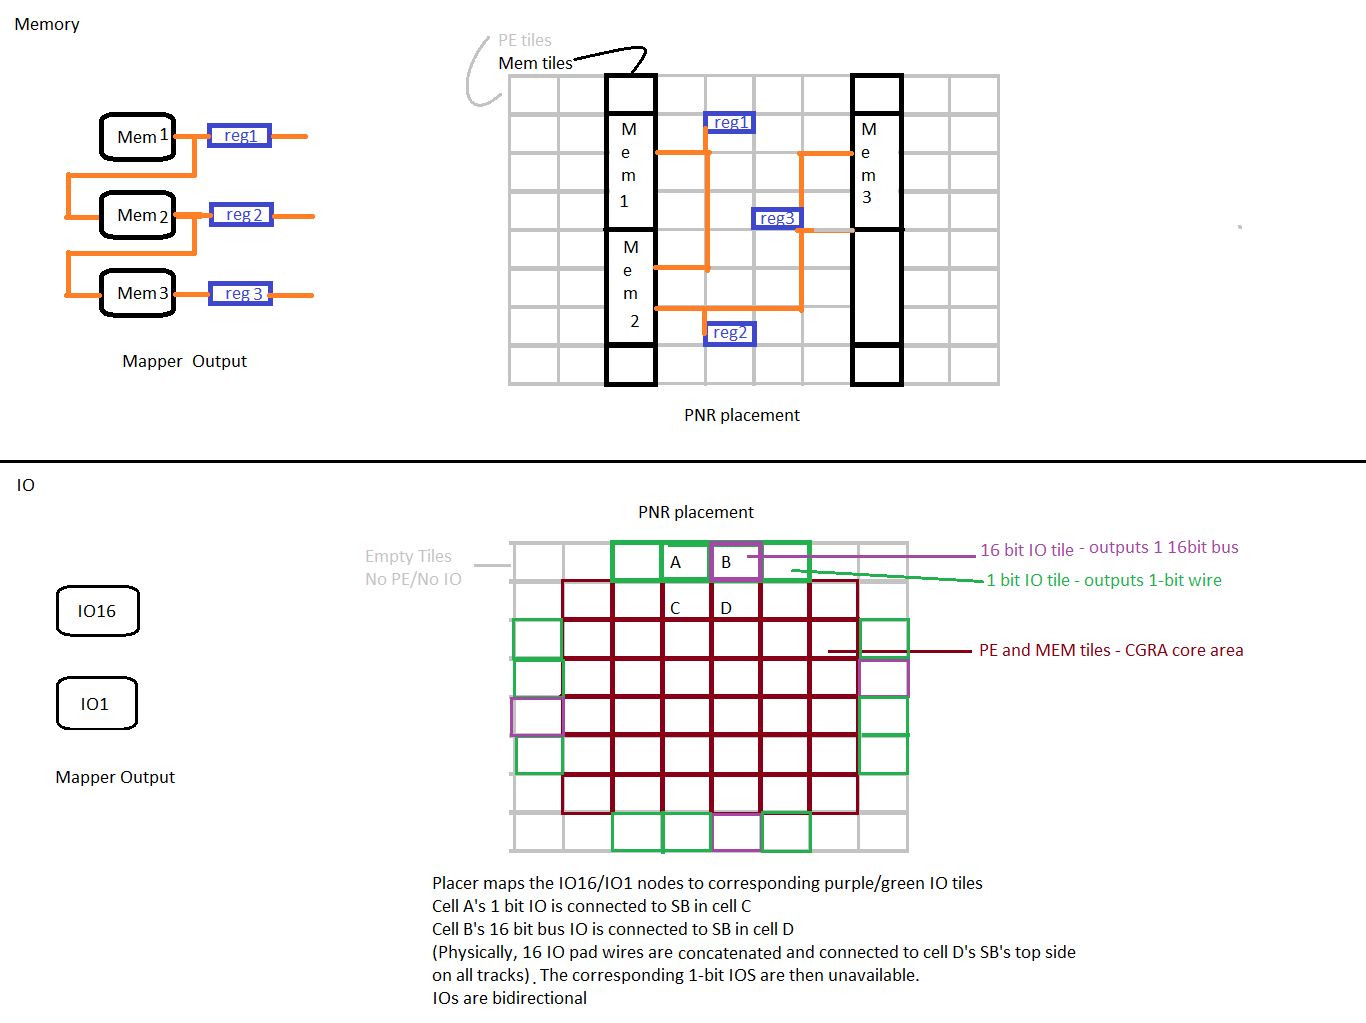 Memory
PE tiles
Mem tiles
Mem 1
reg1
Mem 2
reg 2
Mem 3
reg 3
Mapper Output
Mem1
reg1
Mem3
reg3
Mem2
reg2
PNR placement
IO
PNR placement
Empty Tiles
No PE/No IO
A
B
16 bit IO tile - outputs 1 16bit bus
1 bit IO tile - outputs 1-bit wire
C
D
IO16
PE and MEM tiles - CGRA core area
IO1
Mapper Output
Placer maps the IO16/IO1 nodes to corresponding purple/green IO tiles
Cell A's 1 bit IO is connected to SB in cell C
Cell B's 16 bit bus IO is connected to SB in cell D
(Physically, 16 IO pad wires are concatenated and connected to cell D's SB's top side
on all tracks). The corresponding 1-bit IOS are then unavailable.
IOs are bidirectional